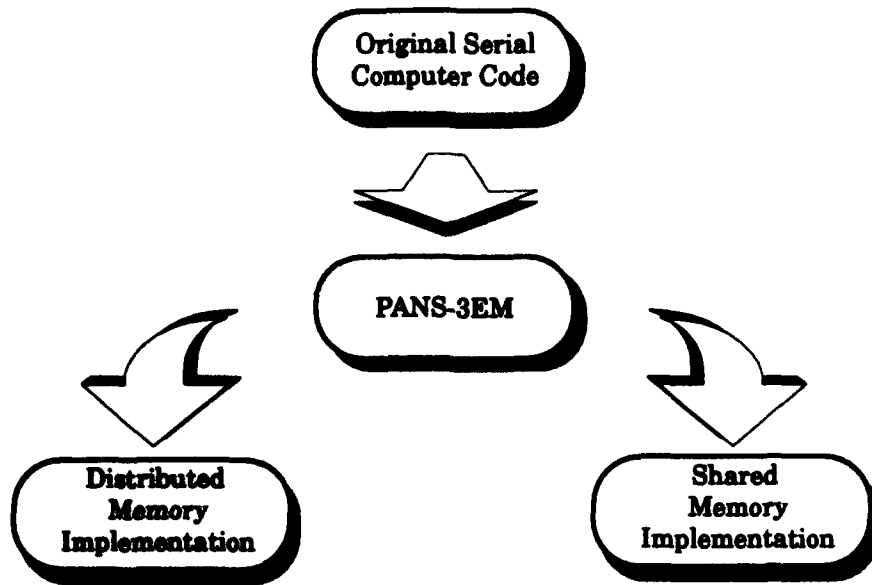 Original Serial
Computer Code
PANS-3EM
Distributed
Memory
Implementation
Shared
Memory
Implementation